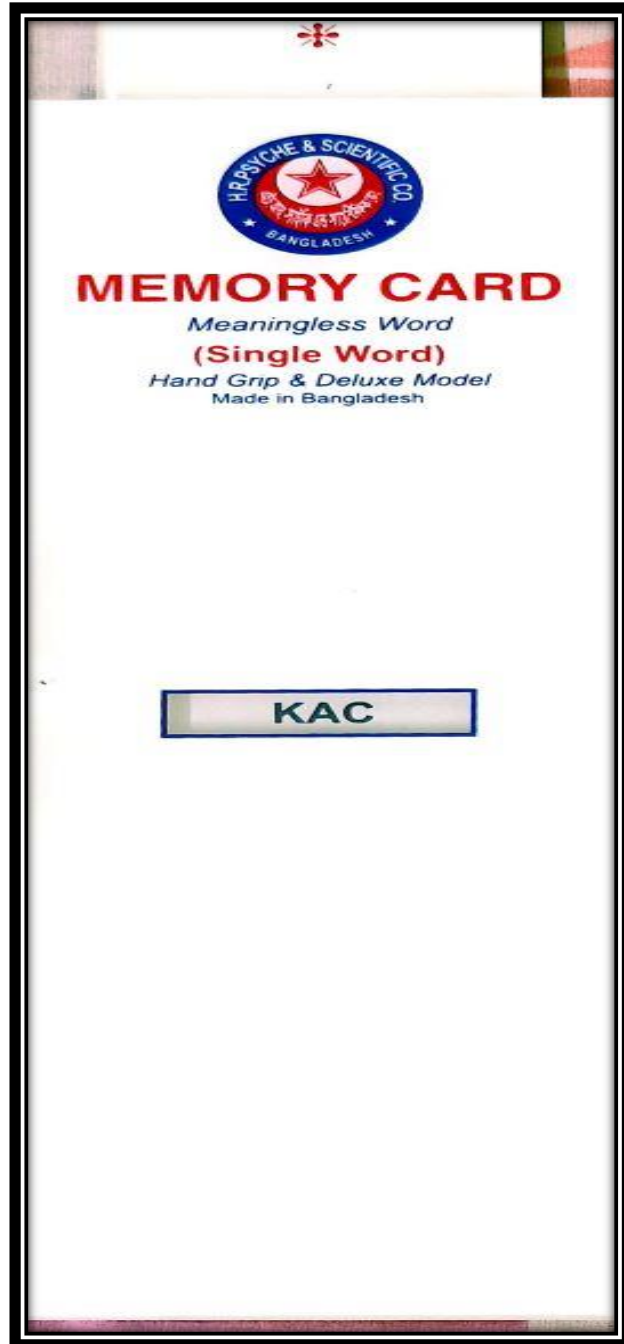 H.R.PSYCHE & SCIENTIFIC CO.
BANGLADESH
MEMORY CARD
Meaningless Word
(Single Word)
Hand Grip & Deluxe Model
Made in Bangladesh
KAC